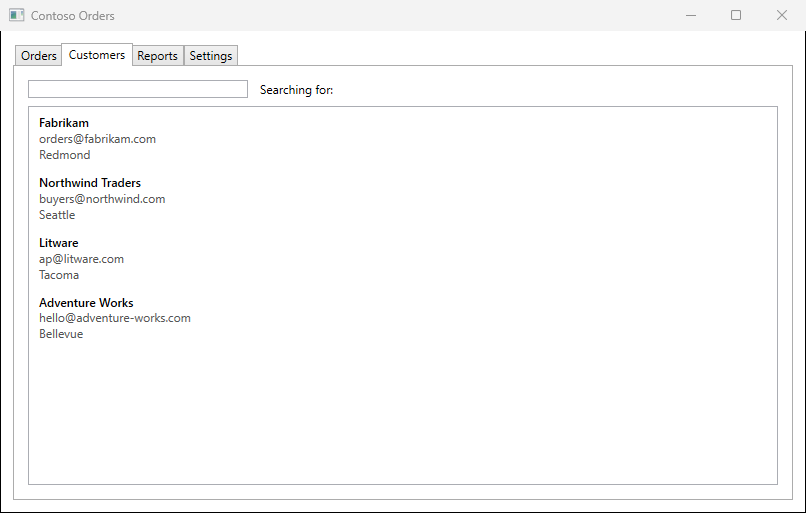 Contoso Orders
Orders Customers Reports Settings
Searching for:
Fabrikam
orders@fabrikam.com
Redmond
Northwind Traders
buyers@northwind.com
Seattle
Litware
ap@litware.com
Tacoma
Adventure Works
hello@adventure-works.com
Bellevue